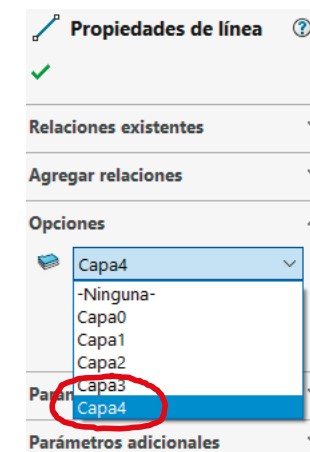 Propiedades de línea
Relaciones existentes
Agregar relaciones
Opciones
Capa4
-Ninguna-
Capa0
Capa1
Capa2
Capa3
Capa4
Parámetros adicionales